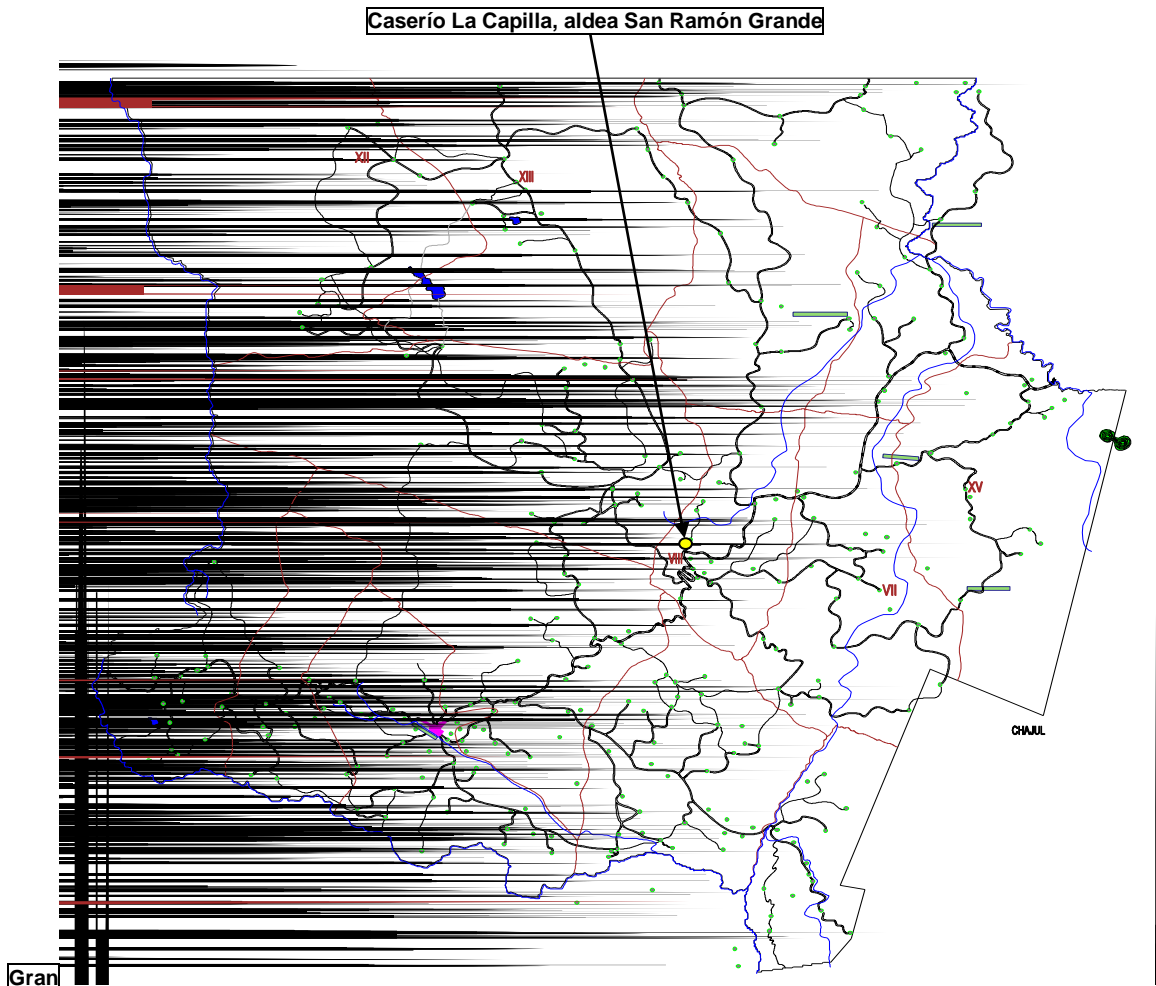 Caserío La Capilla, aldea San Ramón Grande
XII
XIII
XV
VIII
VII
CHAJUL
Gran